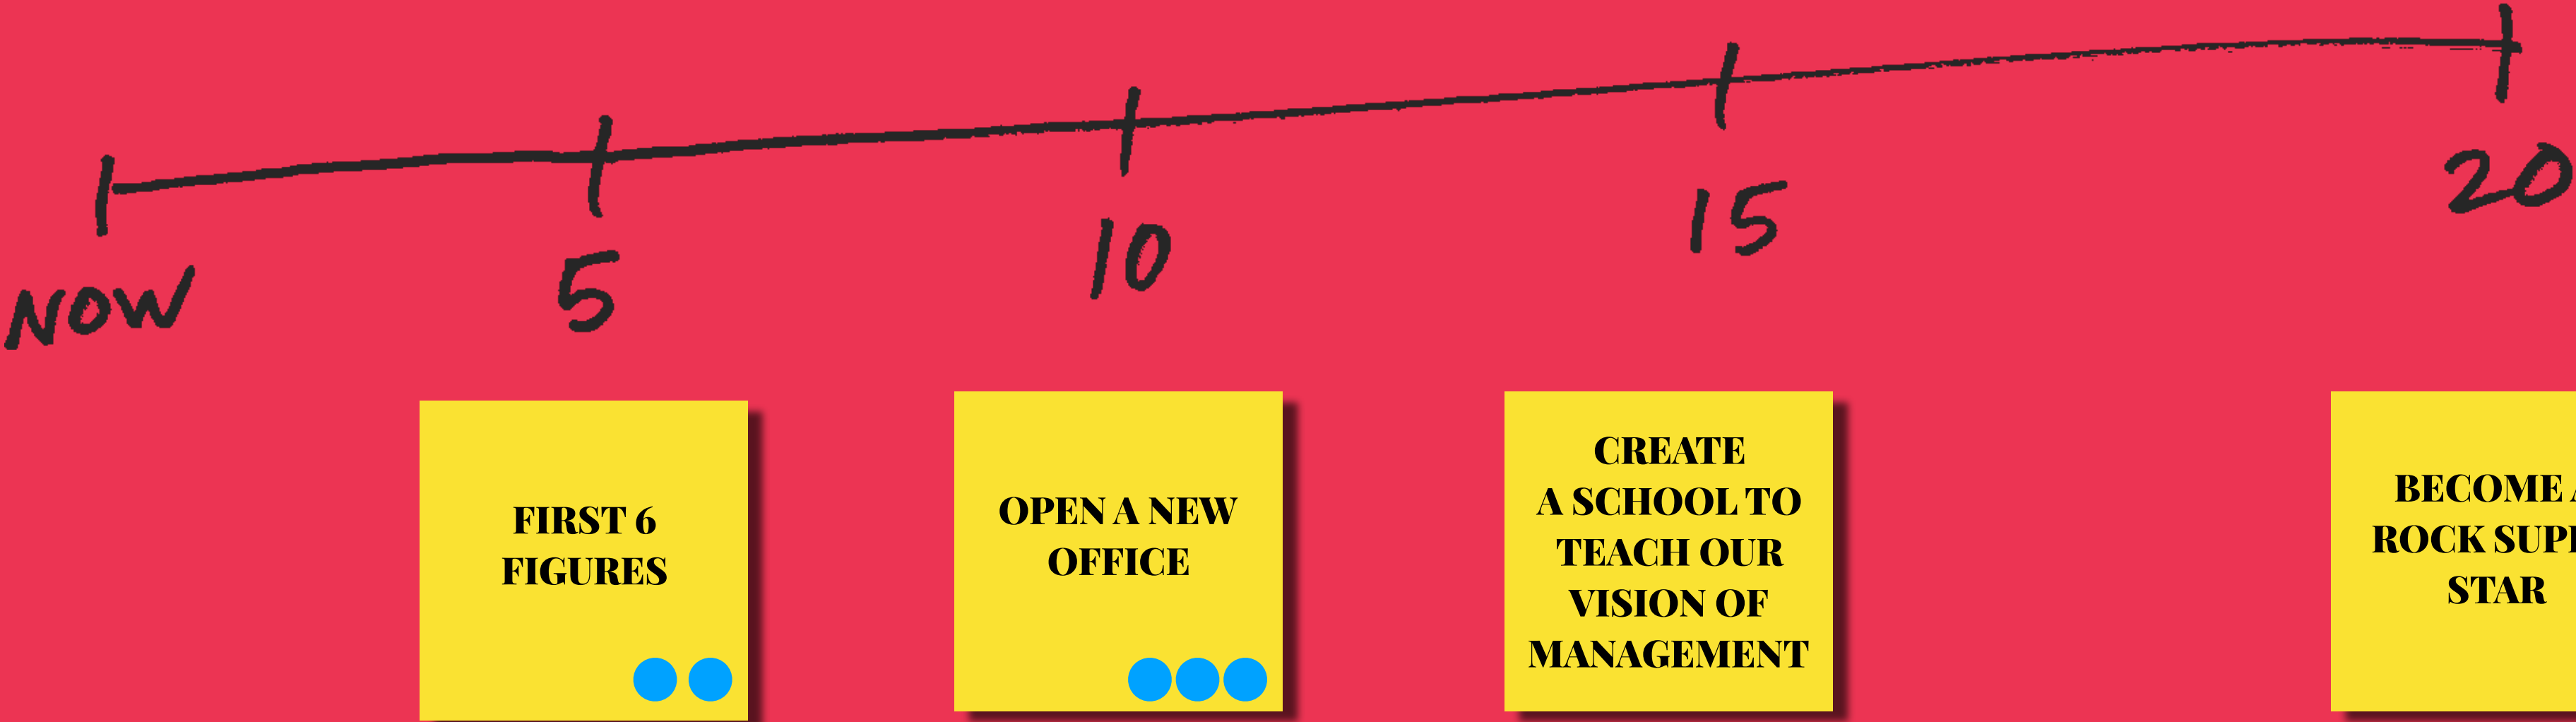 NOW
5
10
15
20
FIRST 6
FIGURES
OPEN A NEW
OFFICE
CREATE
A SCHOOL TO
TEACH OUR
VISION OF
MANAGEMENT
BECOME
ROCK
STAR